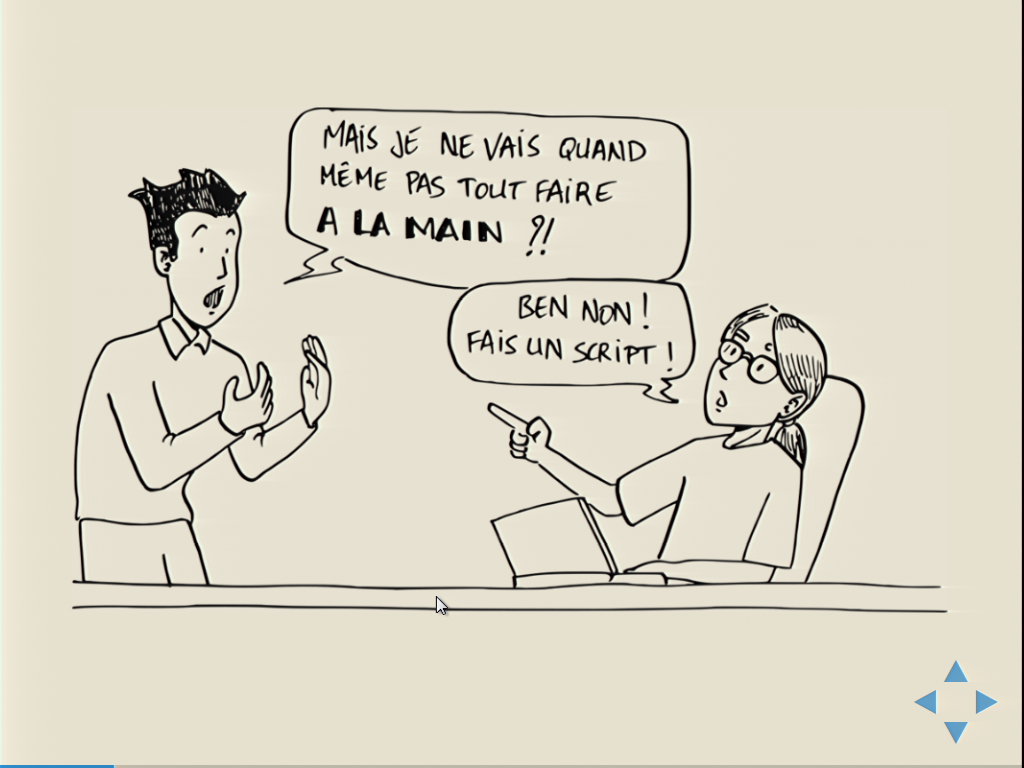 MAIS JE NE VAIS QUAND
MÊME PAS TOUT FAIRE
A LA MAIN ?!
BEN NON !
FAIS UN SCRIPT !